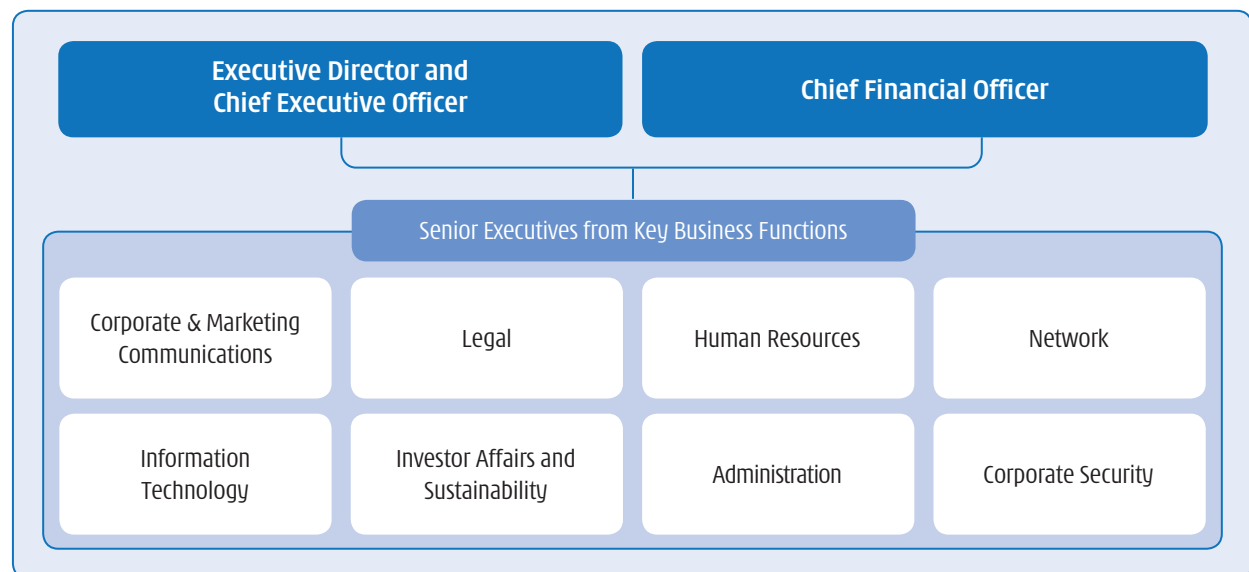 Executive Director and
Chief Executive Officer
Chief Financial Officer
Senior Executives from Key Business Functions
Corporate & Marketing
Communications
Legal
Human Resources
Network
Information
Technology
Investor Affairs and
Sustainability
Administration
Corporate Security